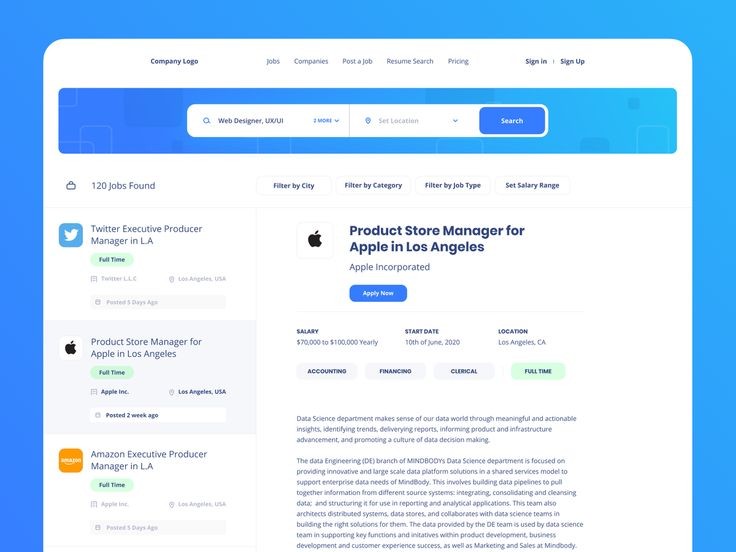 Company Logo
Jobs Companies Post a Job Resume Search Pricing
Sign in Sign Up
Web Designer, UX/UI 2 MORE Set Location Search
120 Jobs Found
Filter by City Filter by Category Filter by Job Type Set Salary Range
Twitter Executive Producer
Manager in L.A
Full Time
Twitter L.L.C Los Angeles, USA
Posted 5 Days Ago
Product Store Manager for
Apple in Los Angeles
Full Time
Apple Inc. Los Angeles, USA
Posted 2 week ago
amazon
Amazon Executive Producer
Manager in L.A
Full Time
Apple Inc. Los Angeles, USA
Posted 5 Days Ago
Product Store Manager for
Apple in Los Angeles
Apple Incorporated
Apply Now
SALARY START DATE LOCATION
$70,000 to $100,000 Yearly 10th of June, 2020 Los Angeles, CA
ACCOUNTING FINANCING CLERICAL FULL TIME
Data Science department makes sense of our data world through meaningful and actionable
insights, identifying trends, deliverying reports, informing product and infrastructure
advancement, and promoting a culture of data decision making.
The data Engineering (DE) branch of MINDBODYs Data Science department is focused on
providing innovative and large scale data platform solutions in a shared services model to
support enterprise data needs of MindBody. This involves building data pipelines to pull
together information from different source systems; integrating, consolidating and cleansing
data; and structuring it for use in reporting and analytical applications. This team also
architects distributed systems, data stores, and collaborates with data science teams in
building the right solutions for them. The data provided by the DE team is used by data science
team in supporting key functions and initatives within product development, business
development and customer experience success, as well as Marketing and Sales at Mindbody.